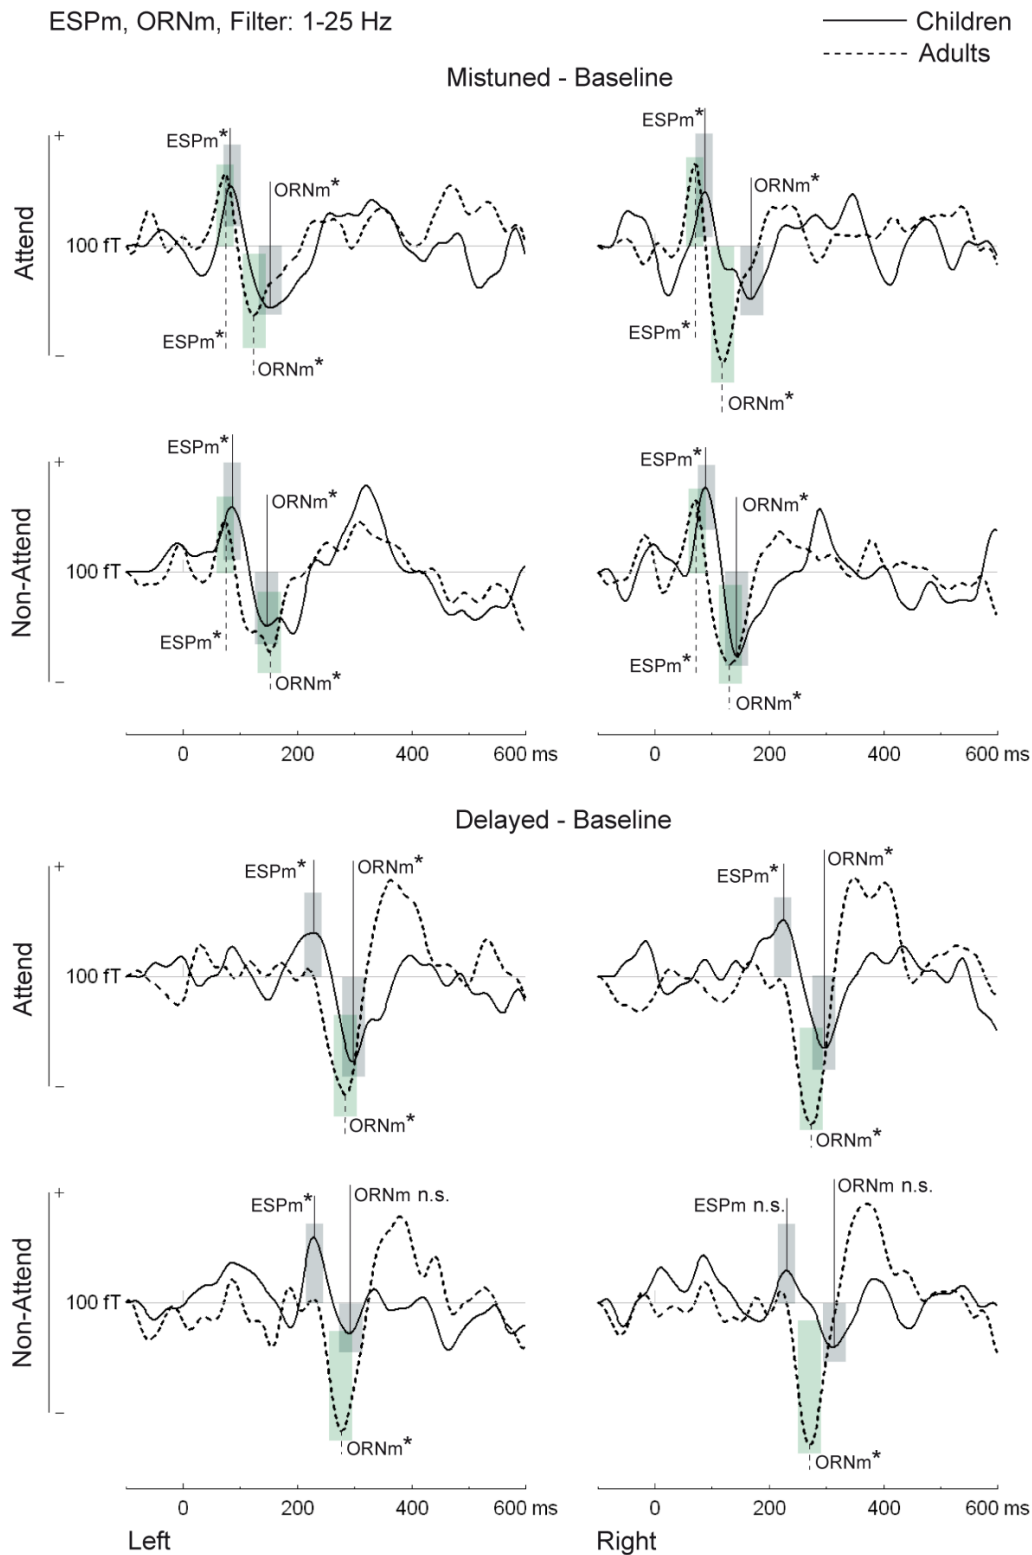 ESPm, ORNm, Filter: 1-25 Hz
Children
Adults
Mistuned - Baseline
Attend
+
100 fT
−
ESPm*
ORNm*
ESPm*
ORNm*
ESPm*
ORNm*
ESPm*
ORNm*
Non-Attend
+
100 fT
−
ESPm*
ORNm*
ESPm*
ORNm*
ESPm*
ORNm*
ESPm*
ORNm*
0 200 400 600 ms
0 200 400 600 ms
Delayed - Baseline
Attend
+
100 fT
−
ESPm*
ORNm*
ORNm*
ESPm*
ORNm*
ORNm*
Non-Attend
+
100 fT
−
ESPm*
ORNm n.s.
ORNm*
ESPm n.s.
ORNm n.s.
ORNm*
0 200 400 600 ms
0 200 400 600 ms
Left
Right